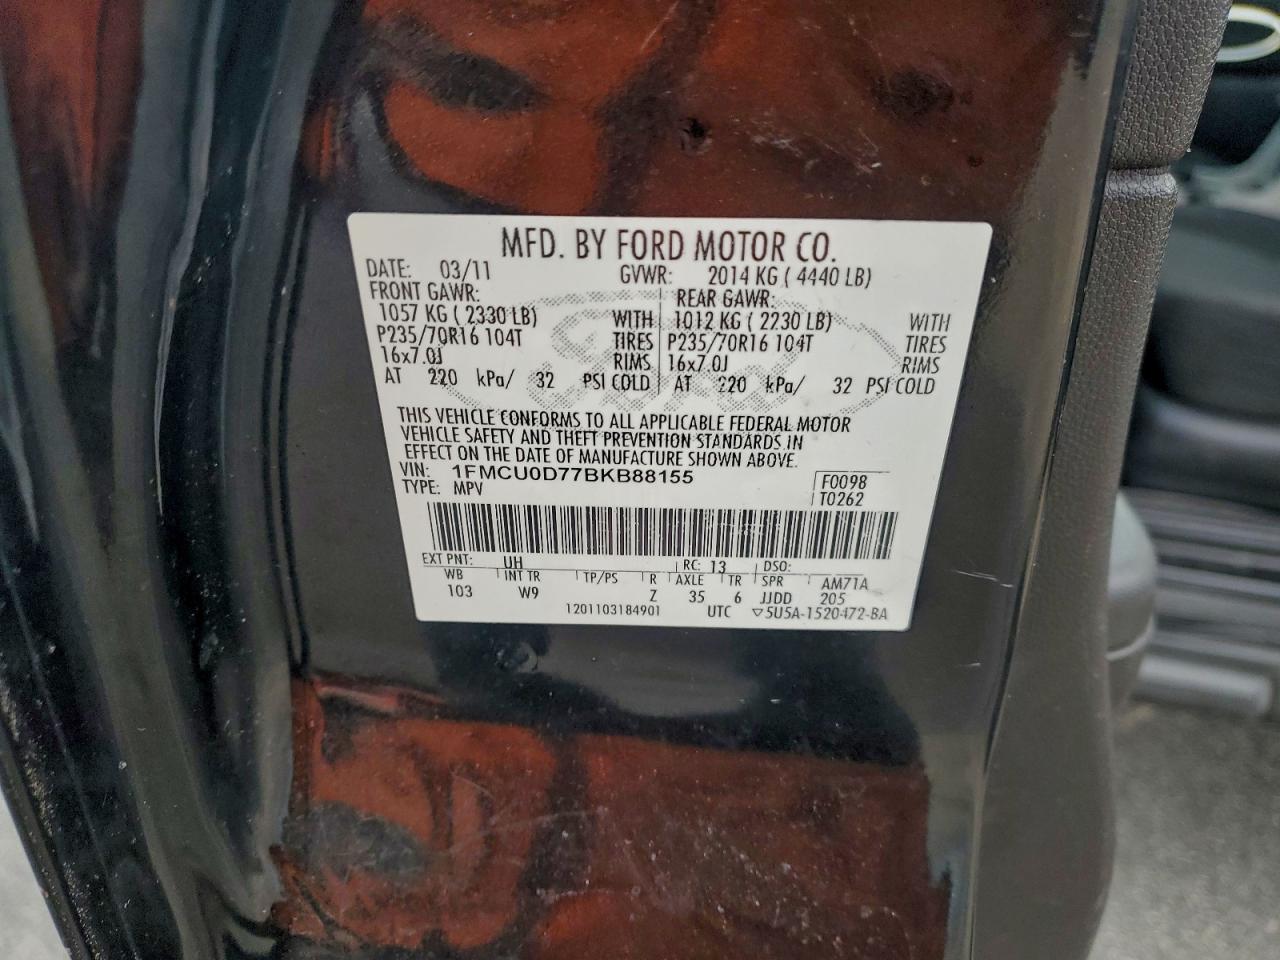 MFD. BY FORD MOTOR CO.
DATE: 03/11 GVWR: 2014 KG ( 4440 LB)
FRONT GAWR: REAR GAWR:
1057 KG ( 2330 LB) WITH 1012 KG ( 2230 LB) WITH
P235/70R16 104T TIRES P235/70R16 104T TIRES
16x7.0J RIMS 16x7.0J RIMS
AT 220 kPa/ 32 PSI COLD AT 220 kPa/ 32 PSI COLD
THIS VEHICLE CONFORMS TO ALL APPLICABLE FEDERAL MOTOR
VEHICLE SAFETY AND THEFT PREVENTION STANDARDS IN
EFFECT ON THE DATE OF MANUFACTURE SHOWN ABOVE.
VIN: 1FMCU0D77BKB88155 F0098
TYPE: MPV T0262
EXT PNT: UH RC: 13 DSO:
WB INT TR TP/PS R AXLE TR SPR AM71A
103 W9 Z 35 6 JJDD 205
1201103184901 UTC ▽5U5A-1520472-BA